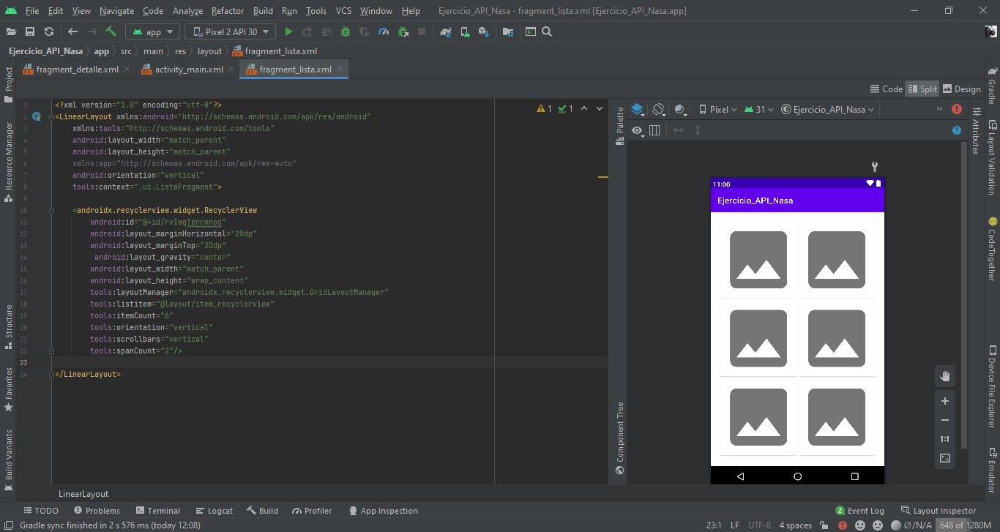 File Edit View Navigate Code Analyze Refactor Build Run Tools VCS Window Help Ejercicio_API_Nasa - fragment_lista.xml [Ejercicio_API_Nasa.app]
app Pixel 2 API 30
Ejercicio_API_Nasa app src main res layout fragment_lista.xml
fragment_detalle.xml activity_main.xml fragment_lista.xml
Code Split Design
Project
Resource Manager
Structure
Favorites
Build Variants
1 <?xml version="1.0" encoding="utf-8"?>
2 <LinearLayout xmlns:android="http://schemas.android.com/apk/res/android"
3 xmlns:tools="http://schemas.android.com/tools"
4 android:layout_width="match_parent"
5 android:layout_height="match_parent"
6 xmlns:app="http://schemas.android.com/apk/res-auto"
7 android:orientation="vertical"
8 tools:context=".ui.ListaFragment">
9
10 <androidx.recyclerview.widget.RecyclerView
11 android:id="@+id/rvImgTerrenos"
12 android:layout_marginHorizontal="20dp"
13 android:layout_marginTop="20dp"
14 android:layout_gravity="center"
15 android:layout_width="match_parent"
16 android:layout_height="wrap_content"
17 tools:layoutManager="androidx.recyclerview.widget.GridLayoutManager"
18 tools:listitem="@layout/item_recyclerview"
19 tools:itemCount="6"
20 tools:orientation="vertical"
21 tools:scrollbars="vertical"
22 tools:spanCount="2"/>
23
24 </LinearLayout>
1 1
Palette
Component Tree
Pixel 31 Ejercicio_API_Nasa
11:00
Ejercicio_API_Nasa
1:1
Attributes
Gradle
Layout Validation
CodeTogether
Device File Explorer
Emulator
LinearLayout
TODO Problems Terminal Logcat Build Profiler App Inspection 2 Event Log Layout Inspector
Gradle sync finished in 2 s 576 ms (today 12:08) 23:1 LF UTF-8 4 spaces Ø/N/A 648 of 1280M